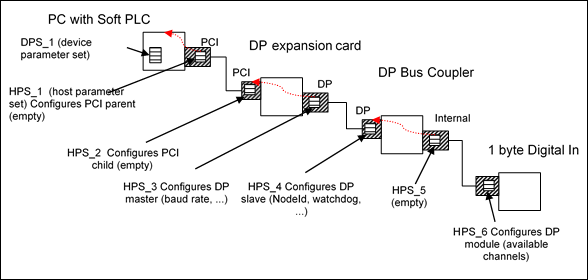 PC with Soft PLC
DPS_1 (device
parameter set)
PCI
DP expansion card
HPS_1 (host parameter
set) Configures PCI parent
(empty)
PCI
DP
DP Bus Coupler
DP
Internal
HPS_2 Configures PCI
child (empty)
1 byte Digital In
HPS_3 Configures DP
master (baud rate, ...)
HPS_4 Configures DP
slave (NodeId, watchdog,
...)
HPS_5
(empty)
HPS_6 Configures DP
module (available
channels)